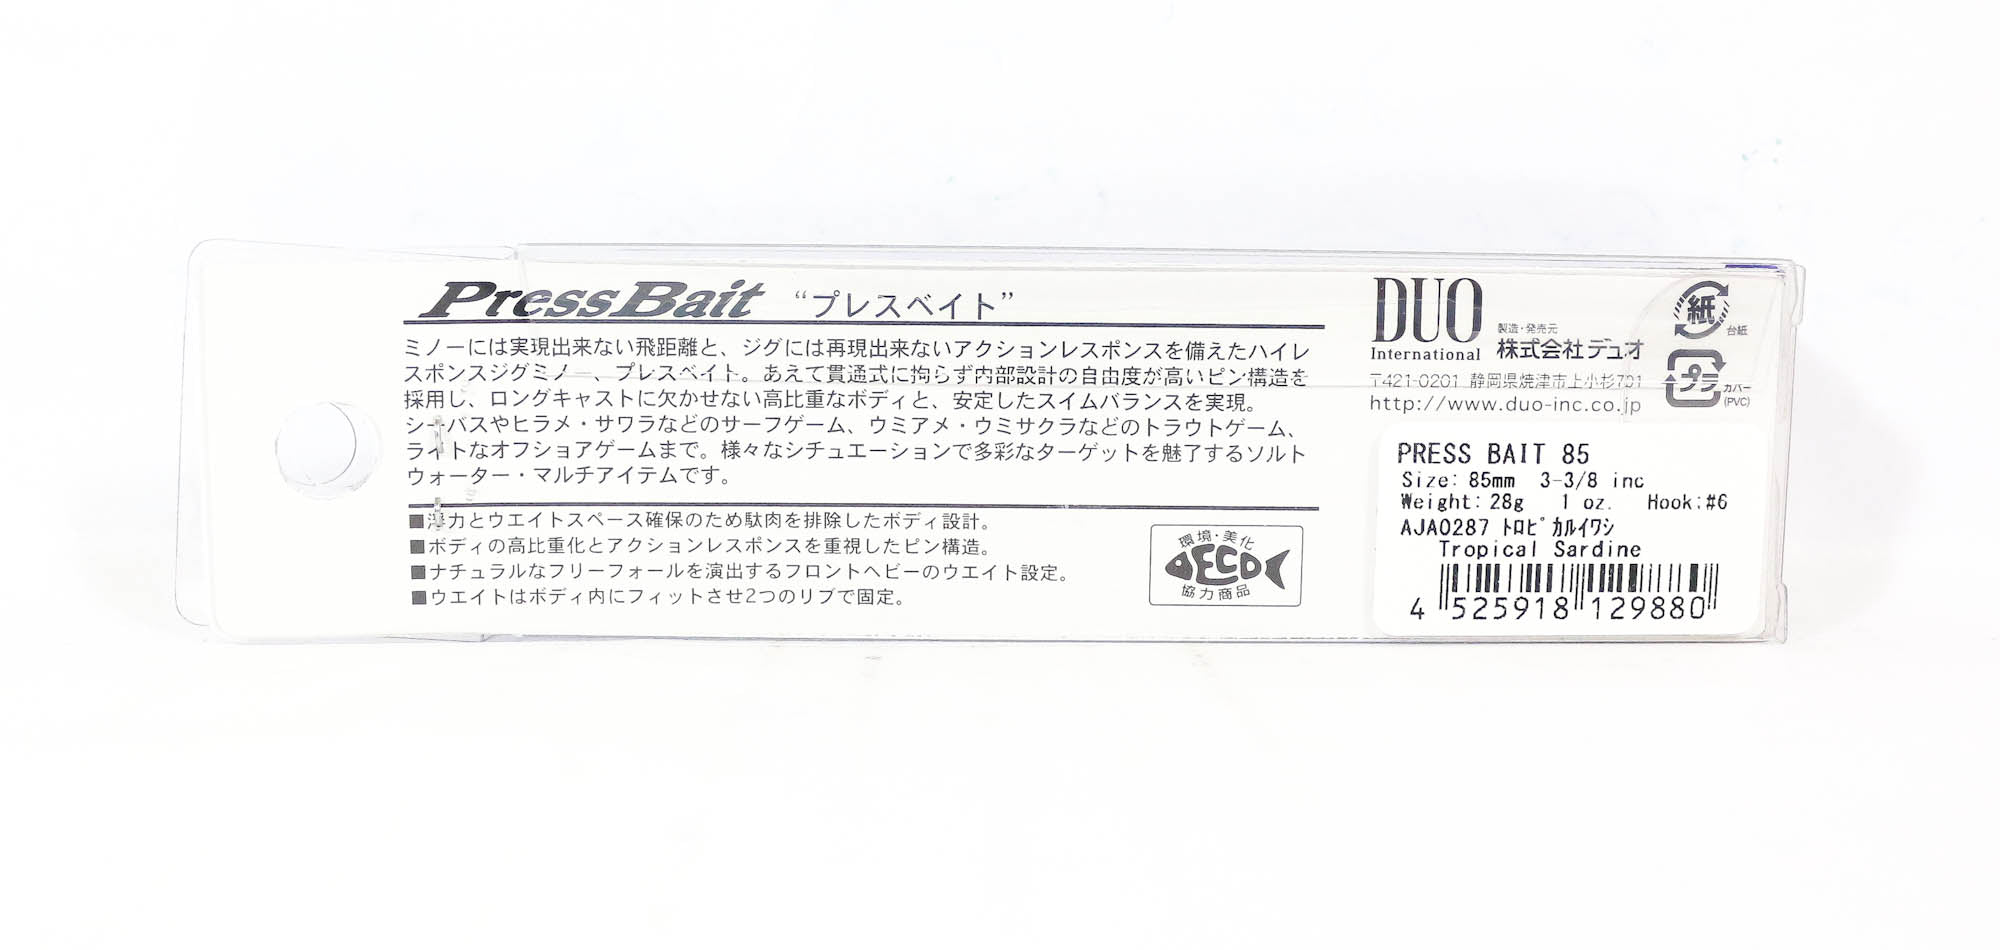 Press Bait “プレスベイト”
ミノーには実現出来ない飛距離と、ジグには再現出来ないアクションレスポンスを備えたハイレ
スポンスジグミノー、プレスベイト。あえて貫通式に拘らず内部設計の自由度が高いピン構造を
採用し、ロングキャストに欠かせない高比重なボディと、安定したスイムバランスを実現。
シーバスやヒラメ・サワラなどのサーフゲーム、ウミアメ・ウミサクラなどのトラウトゲーム、
ライトなオフショアゲームまで。様々なシチュエーションで多彩なターゲットを魅了するソルト
ウォーター・マルチアイテムです。
■浮力とウエイトスペース確保のため駄肉を排除したボディ設計。
■ボディの高比重化とアクションレスポンスを重視したピン構造。
■ナチュラルなフリーフォールを演出するフロントヘビーのウエイト設定。
■ウエイトはボディ内にフィットさせ2つのリブで固定。
環境・美化
DECO
協力商品
DUO
International
製造・発売元
株式会社デュオ
〒421-0201 静岡県焼津市上小杉701
http://www.duo-inc.co.jp
紙
台紙
プラ
カバー
(PVC)
PRESS BAIT 85
Size: 85mm 3-3/8 inc
Weight: 28g 1 oz. Hook:#6
AJA0287 ﾄﾛﾋﾟｶﾙｲﾜｼ
Tropical Sardine
4 525918 129880